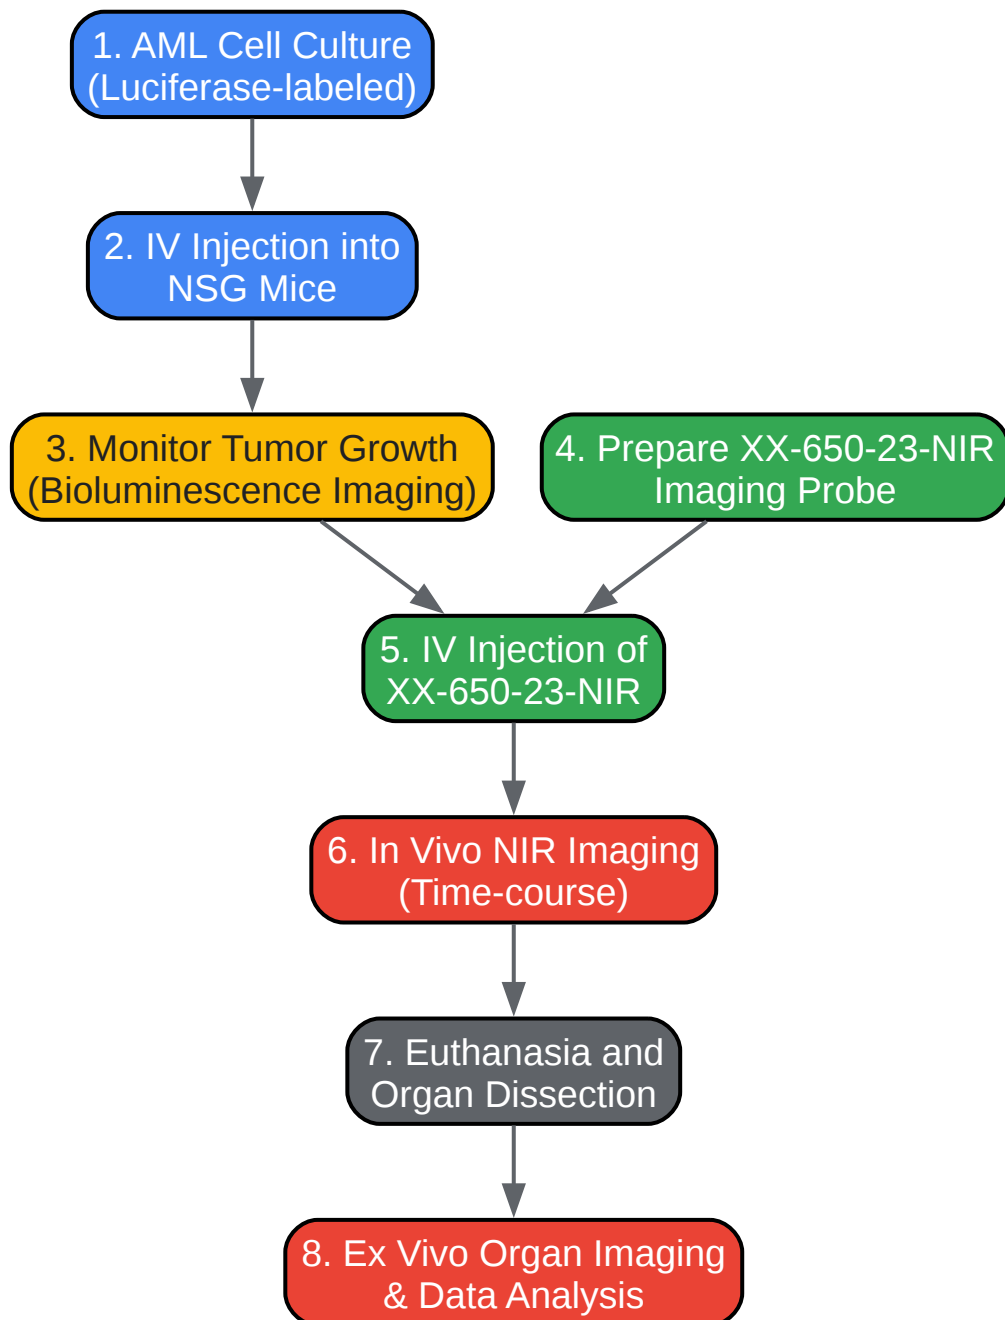 1. AML Cell Culture
(Luciferase-labeled)
2. IV Injection into
NSG Mice
3. Monitor Tumor Growth
(Bioluminescence Imaging)
4. Prepare XX-650-23-NIR
Imaging Probe
5. IV Injection of
XX-650-23-NIR
6. In Vivo NIR Imaging
(Time-course)
7. Euthanasia and
Organ Dissection
8. Ex Vivo Organ Imaging
& Data Analysis